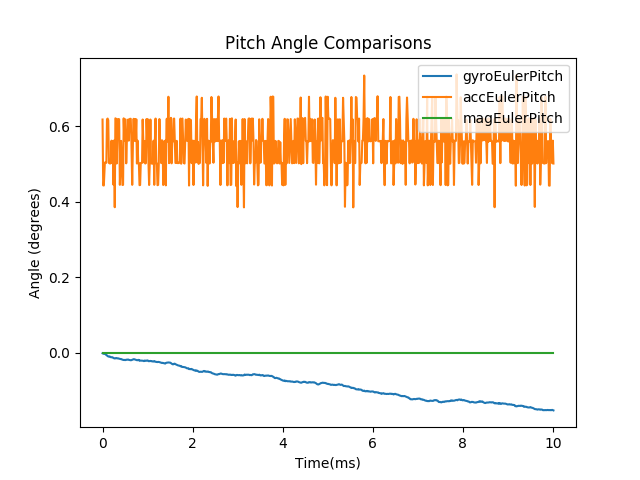 Pitch Angle Comparisons
gyroEulerPitch
accEulerPitch
magEulerPitch
0.6
0.4
0.2
0.0
Angle (degrees)
0 2 4 6 8 10
Time(ms)